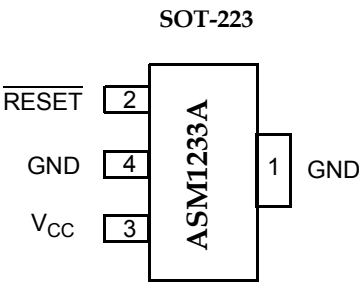 SOT-223
RESET 2
GND 4
VCC 3
ASM1233A
1 GND